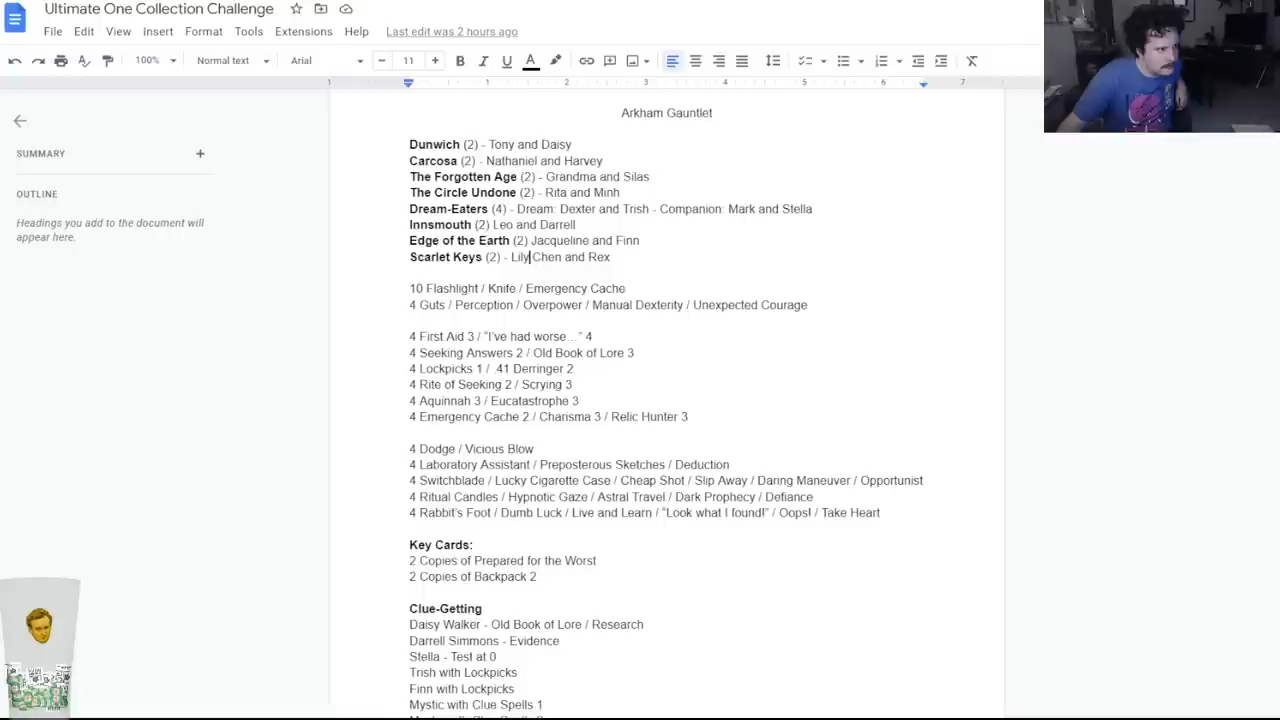 Ultimate One Collection Challenge
File Edit View Insert Format Tools Extensions Help Last edit was 2 hours ago
100% Normal text Arial 11
1 1 2 3 4 5 6 7
SUMMARY
OUTLINE
Headings you add to the document will
appear here.
Arkham Gauntlet
Dunwich (2) - Tony and Daisy
Carcosa (2) - Nathaniel and Harvey
The Forgotten Age (2) - Grandma and Silas
The Circle Undone (2) - Rita and Minh
Dream-Eaters (4) - Dream: Dexter and Trish - Companion: Mark and Stella
Innsmouth (2) Leo and Darrell
Edge of the Earth (2) Jacqueline and Finn
Scarlet Keys (2) - Lily Chen and Rex
10 Flashlight / Knife / Emergency Cache
4 Guts / Perception / Overpower / Manual Dexterity / Unexpected Courage
4 First Aid 3 / “I’ve had worse…” 4
4 Seeking Answers 2 / Old Book of Lore 3
4 Lockpicks 1 / .41 Derringer 2
4 Rite of Seeking 2 / Scrying 3
4 Aquinnah 3 / Eucatastrophe 3
4 Emergency Cache 2 / Charisma 3 / Relic Hunter 3
4 Dodge / Vicious Blow
4 Laboratory Assistant / Preposterous Sketches / Deduction
4 Switchblade / Lucky Cigarette Case / Cheap Shot / Slip Away / Daring Maneuver / Opportunist
4 Ritual Candles / Hypnotic Gaze / Astral Travel / Dark Prophecy / Defiance
4 Rabbit’s Foot / Dumb Luck / Live and Learn / “Look what I found!” / Oops! / Take Heart
Key Cards:
2 Copies of Prepared for the Worst
2 Copies of Backpack 2
Clue-Getting
Daisy Walker - Old Book of Lore / Research
Darrell Simmons - Evidence
Stella - Test at 0
Trish with Lockpicks
Finn with Lockpicks
Mystic with Clue Spells 1